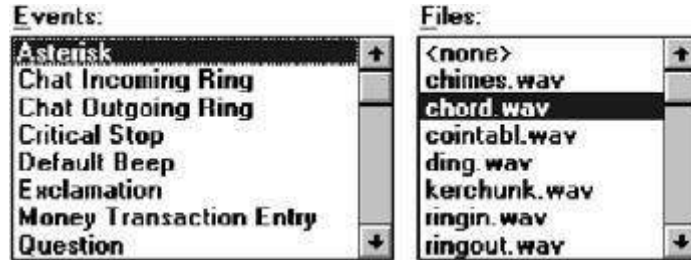 Events:
Asterisk
Chat Incoming Ring
Chat Outgoing Ring
Critical Stop
Default Beep
Exclamation
Money Transaction Entry
Question
Files:
<none>
chimes.wav
chord.wav
cointabl.wav
ding.wav
kerchunk.wav
ringin.wav
ringout.wav